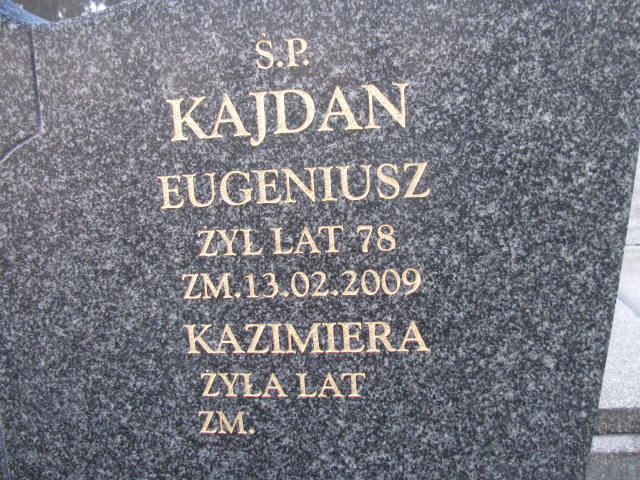 Ś.P.
KAJDAN
EUGENIUSZ
ŻYŁ LAT 78
ZM.13.02.2009
KAZIMIERA
ŻYŁA LAT
ZM.